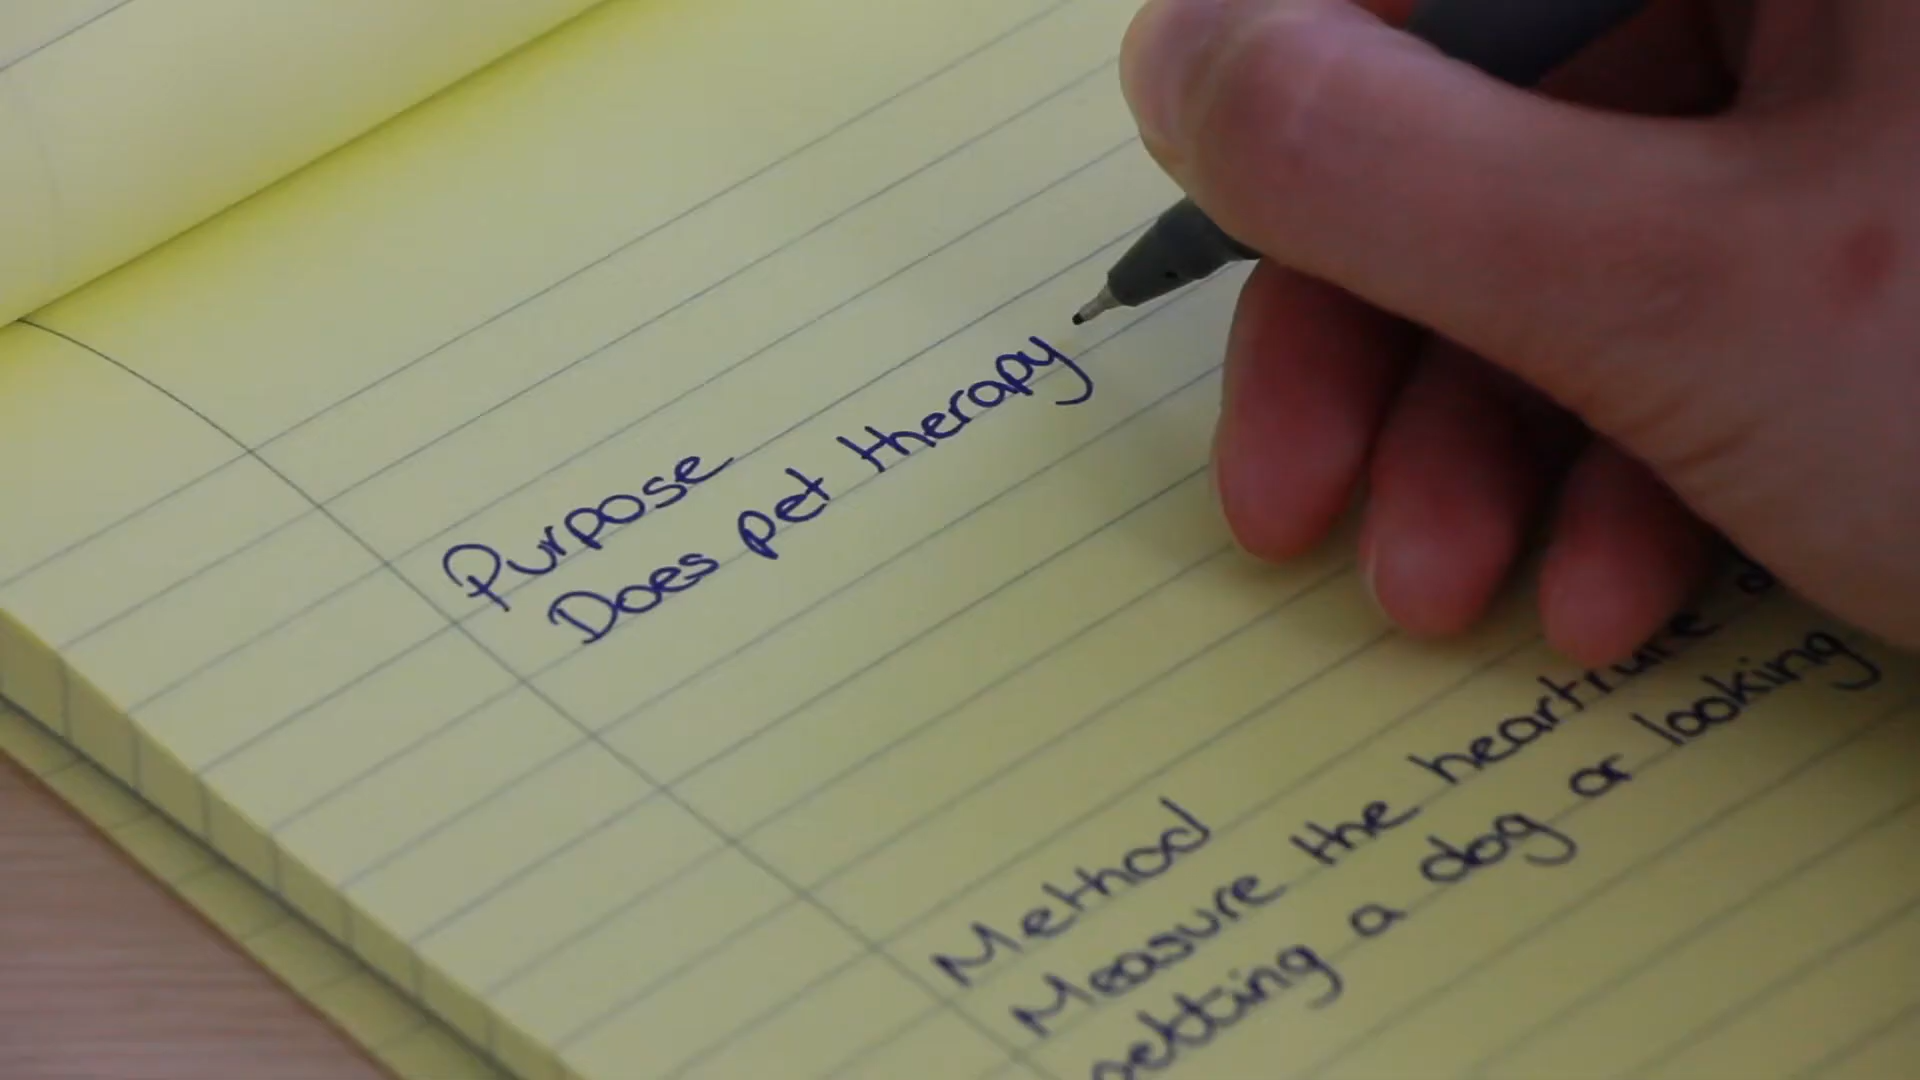 Purpose
Does pet therapy
Method
Measure the heartrate
petting a dog or looking